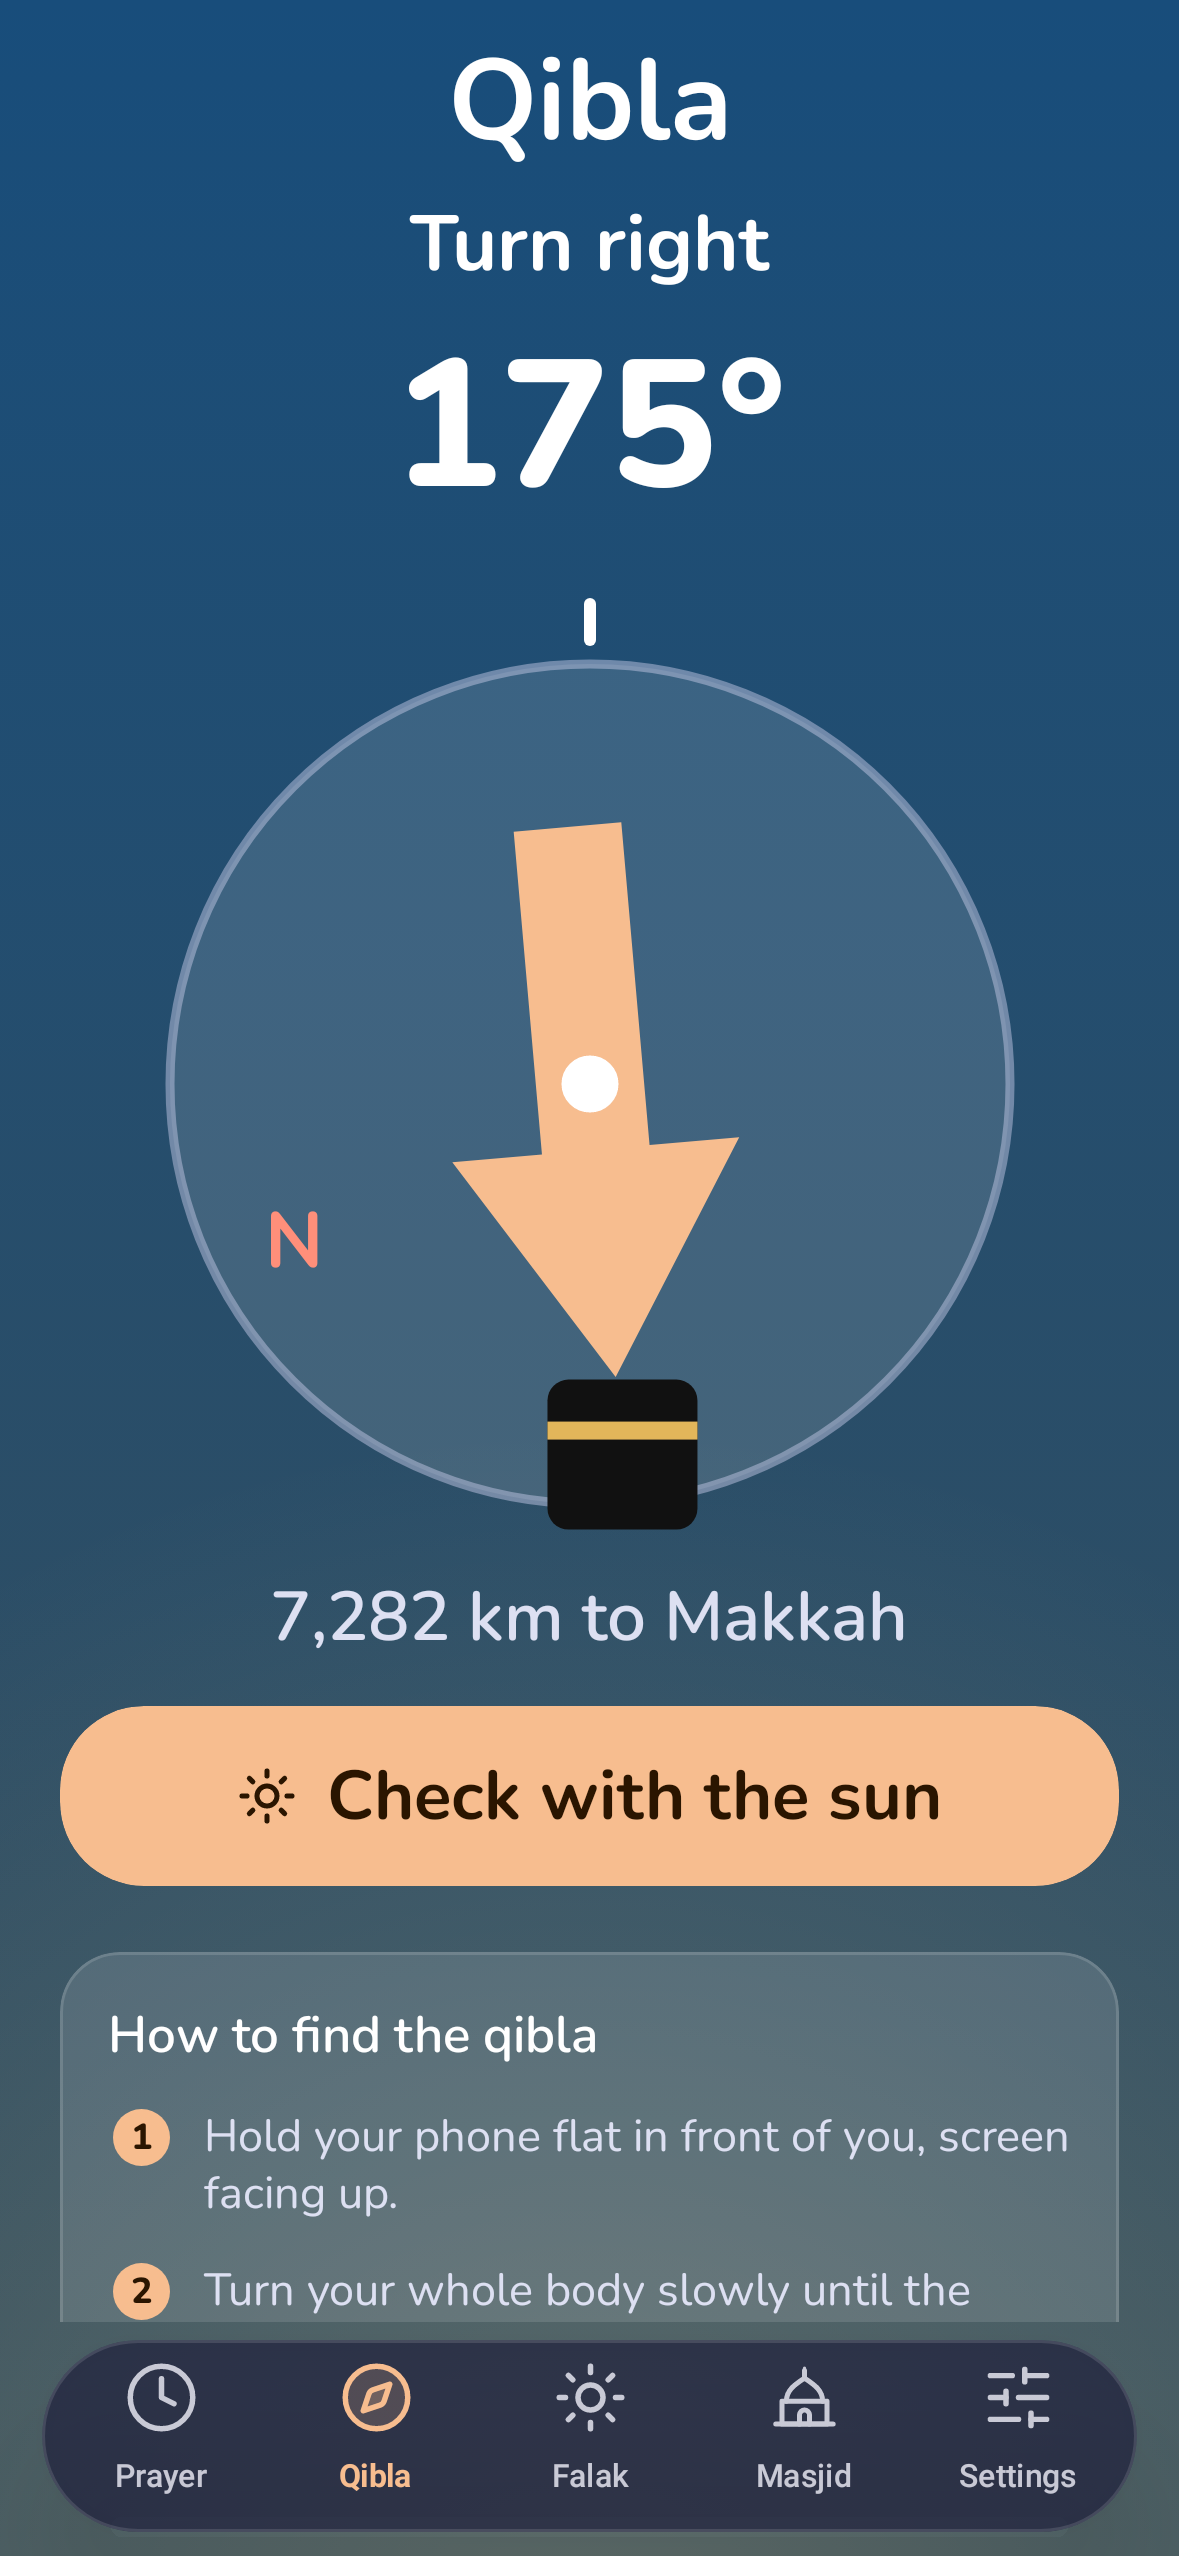 Qibla
Turn right
175°
N
7,282 km to Makkah
Check with the sun
How to find the qibla
1 Hold your phone flat in front of you, screen
facing up.
2 Turn your whole body slowly until the
Prayer Qibla Falak Masjid Settings